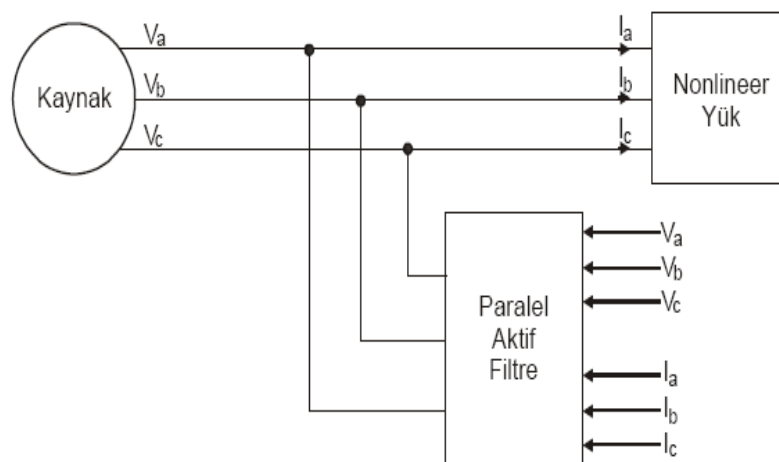 Va
Ia
Vb
Ib
Kaynak
Nonlineer
Yük
Vc
Ic
Va
Vb
Vc
Paralel
Aktif
Filtre
Ia
Ib
Ic